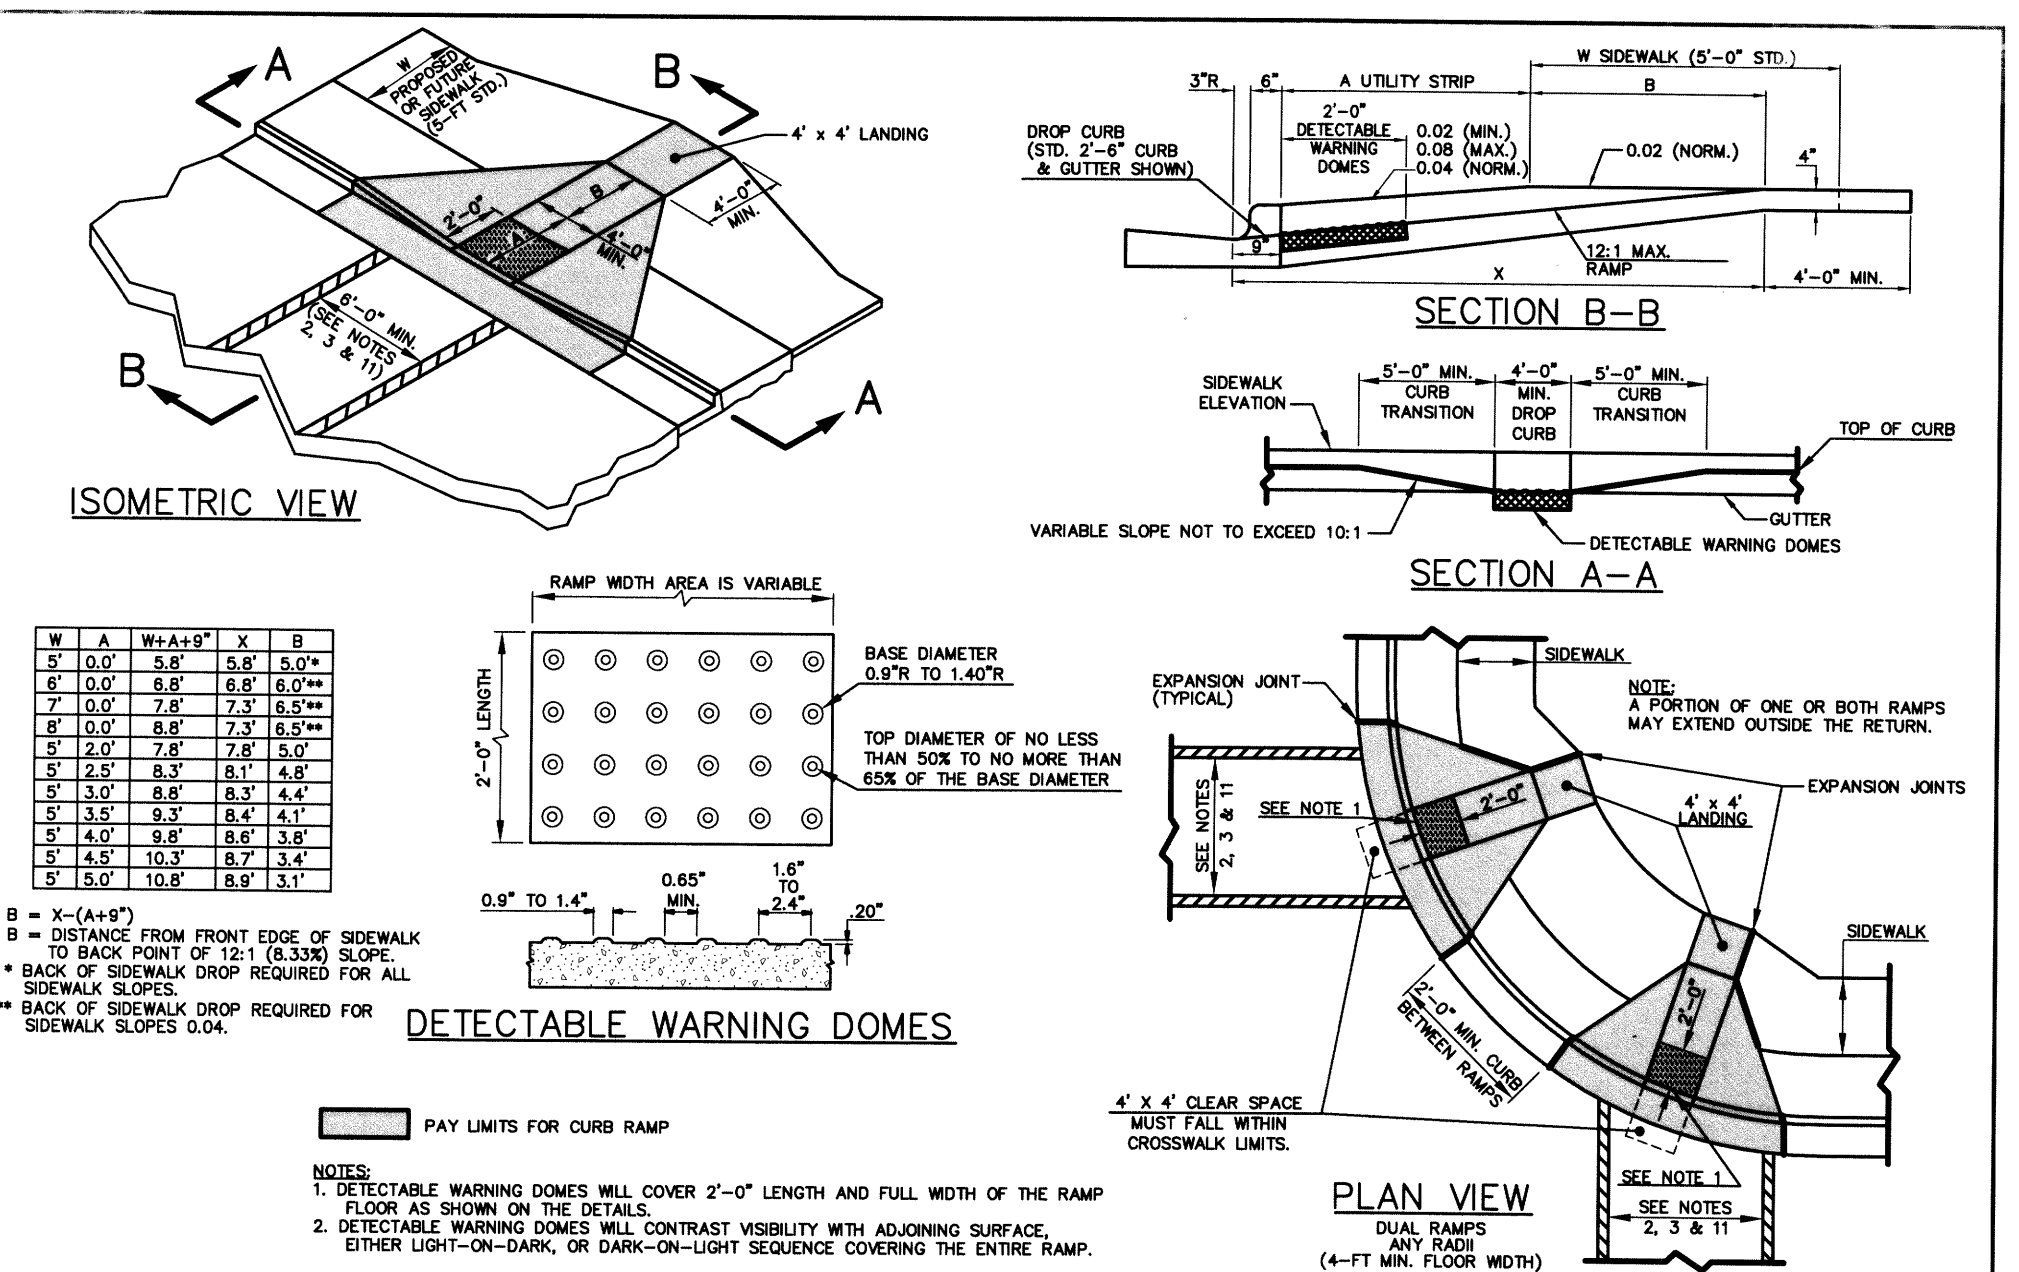 A
B
W
PROPOSED
OR FUTURE
SIDEWALK
(5-FT STD.)
4' x 4' LANDING
2'-0"
B
A
4'-0"
MIN.
4'-0"
MIN.
6'-0" MIN.
(SEE NOTES
2, 3 & 11)
B
A
ISOMETRIC VIEW
W SIDEWALK (5'-0" STD.)
3"R
6"
A UTILITY STRIP
B
DROP CURB
(STD. 2'-6" CURB
& GUTTER SHOWN)
2'-0"
DETECTABLE
WARNING
DOMES
0.02 (MIN.)
0.08 (MAX.)
0.04 (NORM.)
0.02 (NORM.)
4"
9"
12:1 MAX.
RAMP
X
4'-0" MIN.
SECTION B-B
SIDEWALK
ELEVATION
5'-0" MIN.
CURB
TRANSITION
4'-0"
MIN.
DROP
CURB
5'-0" MIN.
CURB
TRANSITION
TOP OF CURB
GUTTER
VARIABLE SLOPE NOT TO EXCEED 10:1
DETECTABLE WARNING DOMES
SECTION A-A
W A W+A+9" X B
5' 0.0' 5.8' 5.8' 5.0'*
6' 0.0' 6.8' 6.8' 6.0'**
7' 0.0' 7.8' 7.3' 6.5'**
8' 0.0' 8.8' 7.3' 6.5'**
5' 2.0' 7.8' 7.8' 5.0'
5' 2.5' 8.3' 8.1' 4.8'
5' 3.0' 8.8' 8.3' 4.4'
5' 3.5' 9.3' 8.4' 4.1'
5' 4.0' 9.8' 8.6' 3.8'
5' 4.5' 10.3' 8.7' 3.4'
5' 5.0' 10.8' 8.9' 3.1'
B = X-(A+9")
B = DISTANCE FROM FRONT EDGE OF SIDEWALK
TO BACK POINT OF 12:1 (8.33%) SLOPE.
* BACK OF SIDEWALK DROP REQUIRED FOR ALL
SIDEWALK SLOPES.
** BACK OF SIDEWALK DROP REQUIRED FOR
SIDEWALK SLOPES 0.04.
RAMP WIDTH AREA IS VARIABLE
2'-0" LENGTH
BASE DIAMETER
0.9"R TO 1.40"R
TOP DIAMETER OF NO LESS
THAN 50% TO NO MORE THAN
65% OF THE BASE DIAMETER
0.9" TO 1.4"
0.65"
MIN.
1.6"
TO
2.4"
.20"
DETECTABLE WARNING DOMES
PAY LIMITS FOR CURB RAMP
NOTES:
1. DETECTABLE WARNING DOMES WILL COVER 2'-0" LENGTH AND FULL WIDTH OF THE RAMP
FLOOR AS SHOWN ON THE DETAILS.
2. DETECTABLE WARNING DOMES WILL CONTRAST VISIBILITY WITH ADJOINING SURFACE,
EITHER LIGHT-ON-DARK, OR DARK-ON-LIGHT SEQUENCE COVERING THE ENTIRE RAMP.
SIDEWALK
EXPANSION JOINT
(TYPICAL)
NOTE:
A PORTION OF ONE OR BOTH RAMPS
MAY EXTEND OUTSIDE THE RETURN.
EXPANSION JOINTS
SEE NOTES
2, 3 & 11
SEE NOTE 1
2'-0"
4' x 4'
LANDING
SIDEWALK
2'-0"
2'-0" MIN. CURB
BETWEEN RAMPS
4' X 4' CLEAR SPACE
MUST FALL WITHIN
CROSSWALK LIMITS.
SEE NOTE 1
SEE NOTES
2, 3 & 11
PLAN VIEW
DUAL RAMPS
ANY RADII
(4-FT MIN. FLOOR WIDTH)